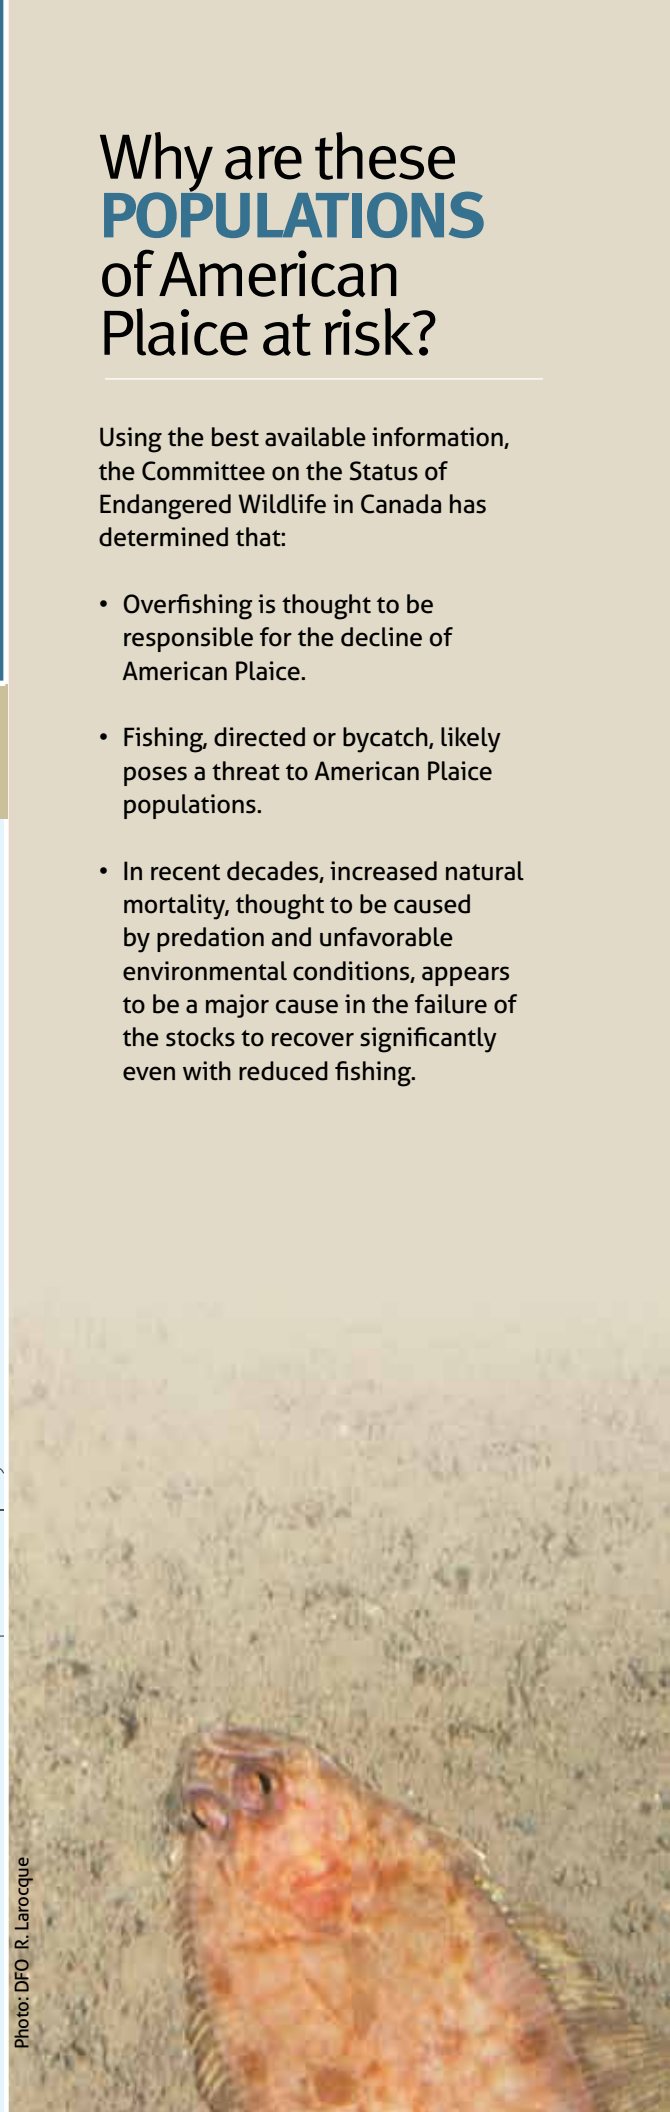 Why are these
POPULATIONS
of American
Plaice at risk?
Using the best available information,
the Committee on the Status of
Endangered Wildlife in Canada has
determined that:
• Overfishing is thought to be
responsible for the decline of
American Plaice.
• Fishing, directed or bycatch, likely
poses a threat to American Plaice
populations.
• In recent decades, increased natural
mortality, thought to be caused
by predation and unfavorable
environmental conditions, appears
to be a major cause in the failure of
the stocks to recover significantly
even with reduced fishing.
Photo: DFO R. Larocque